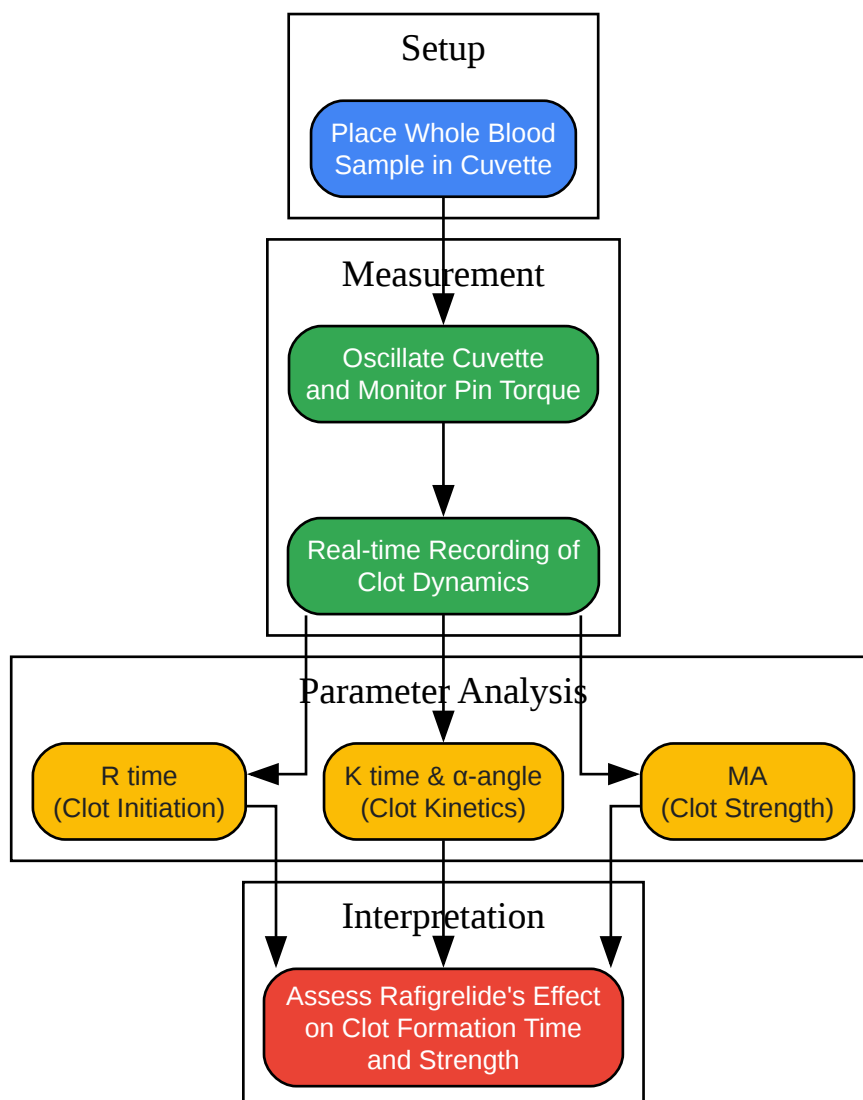 Setup
Place Whole Blood
Sample in Cuvette
Measurement
Oscillate Cuvette
and Monitor Pin Torque
Real-time Recording of
Clot Dynamics
Parameter Analysis
R time
(Clot Initiation)
K time & α-angle
(Clot Kinetics)
MA
(Clot Strength)
Interpretation
Assess Rafigrelide's Effect
on Clot Formation Time
and Strength